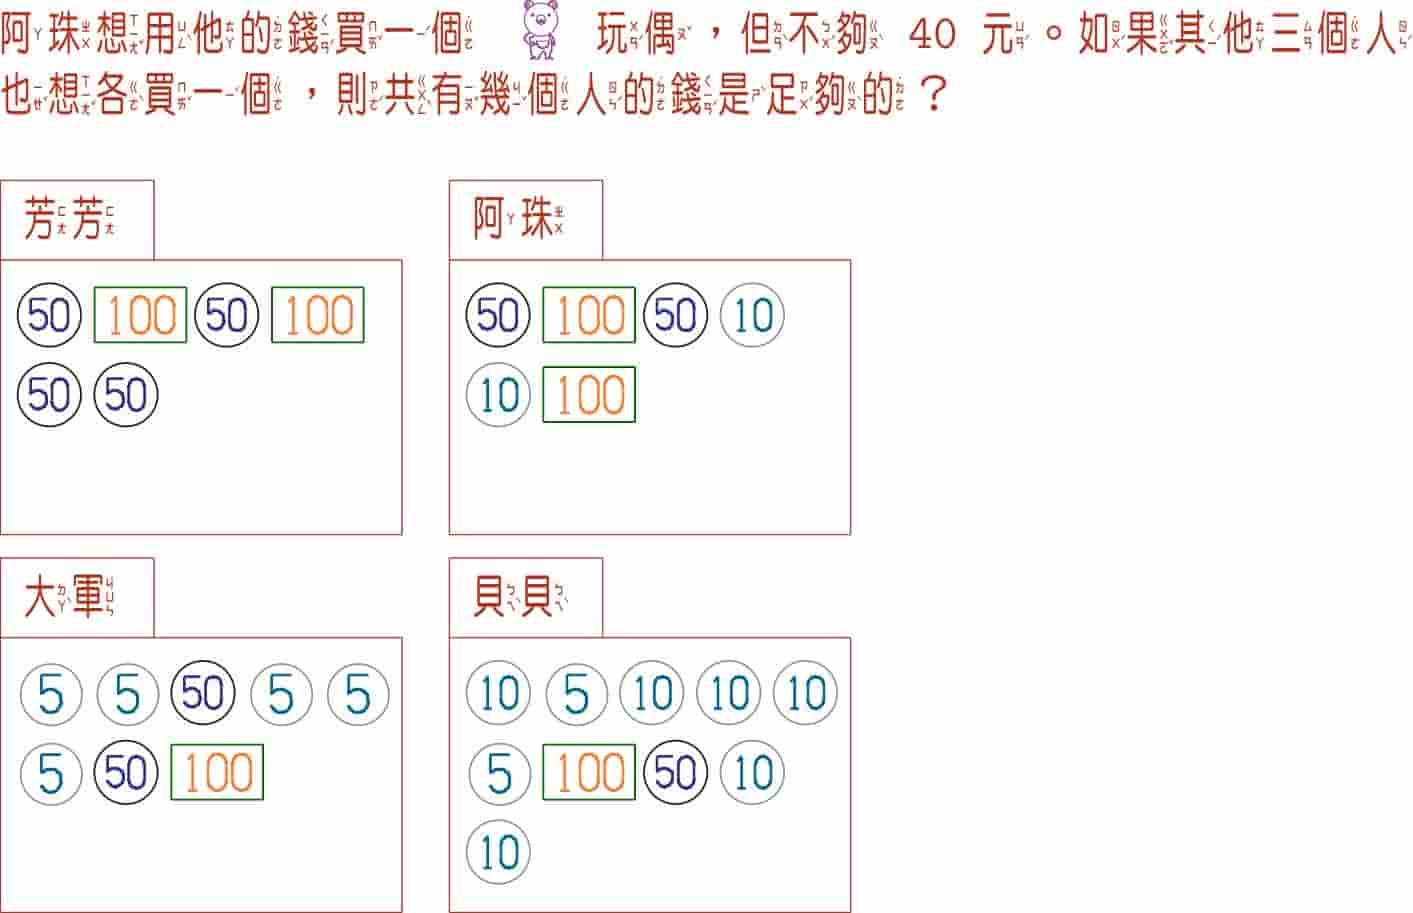 阿珠想用他的錢買一個 玩偶，但不夠 40 元。如果其他三個人
也想各買一個，則共有幾個人的錢是足夠的？
芳芳
50 100 50 100
50 50
阿珠
50 100 50 10
10 100
大軍
5 5 50 5 5
5 50 100
貝貝
10 5 10 10 10
5 100 50 10
10